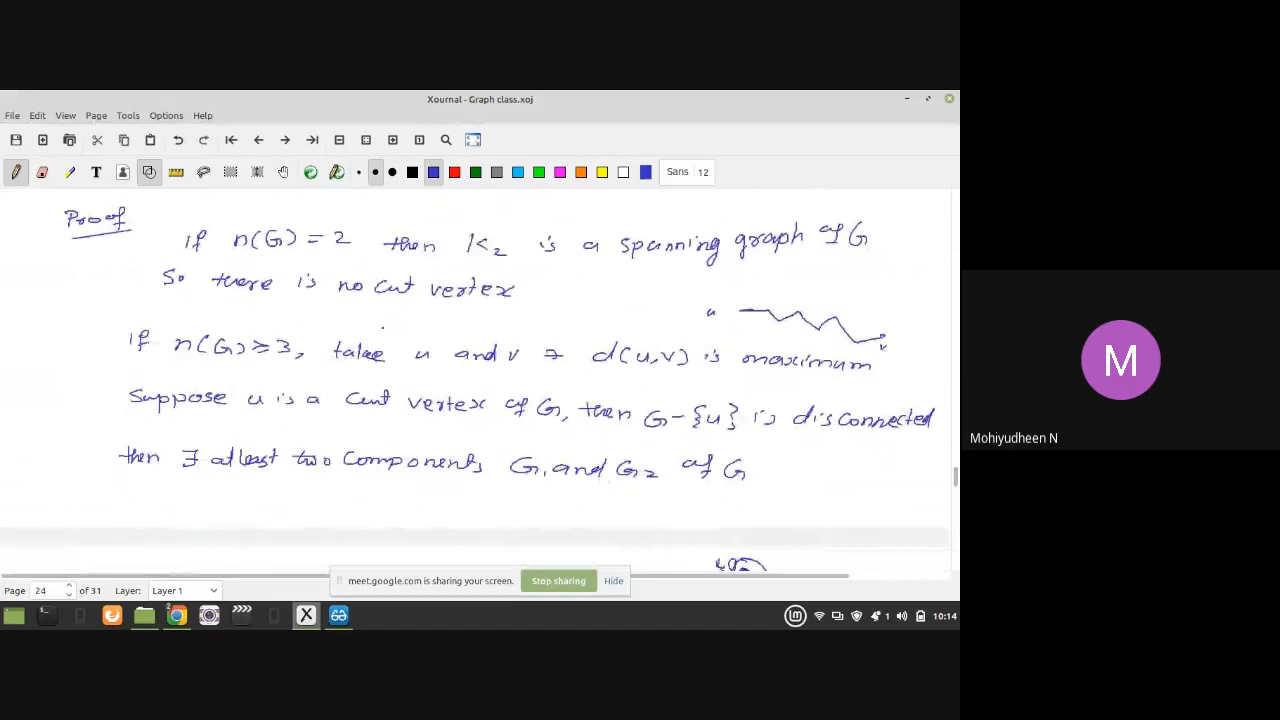 Xournal - Graph class.xoj
File Edit View Page Tools Options Help
Sans 12
Proof
If n(G) = 2 then K2 is a spanning graph of G
So there is no cut vertex
u
v
If n(G) ≥ 3, take u and v ∋ d(u,v) is maximum
Suppose u is a cut vertex of G, then G-{u} is disconnected
then ∃ atleast two components G1 and G2 of G
M
Mohiyudheen N
meet.google.com is sharing your screen. Stop sharing Hide
Page 24 of 31 Layer: Layer 1
2
X
1 10:14